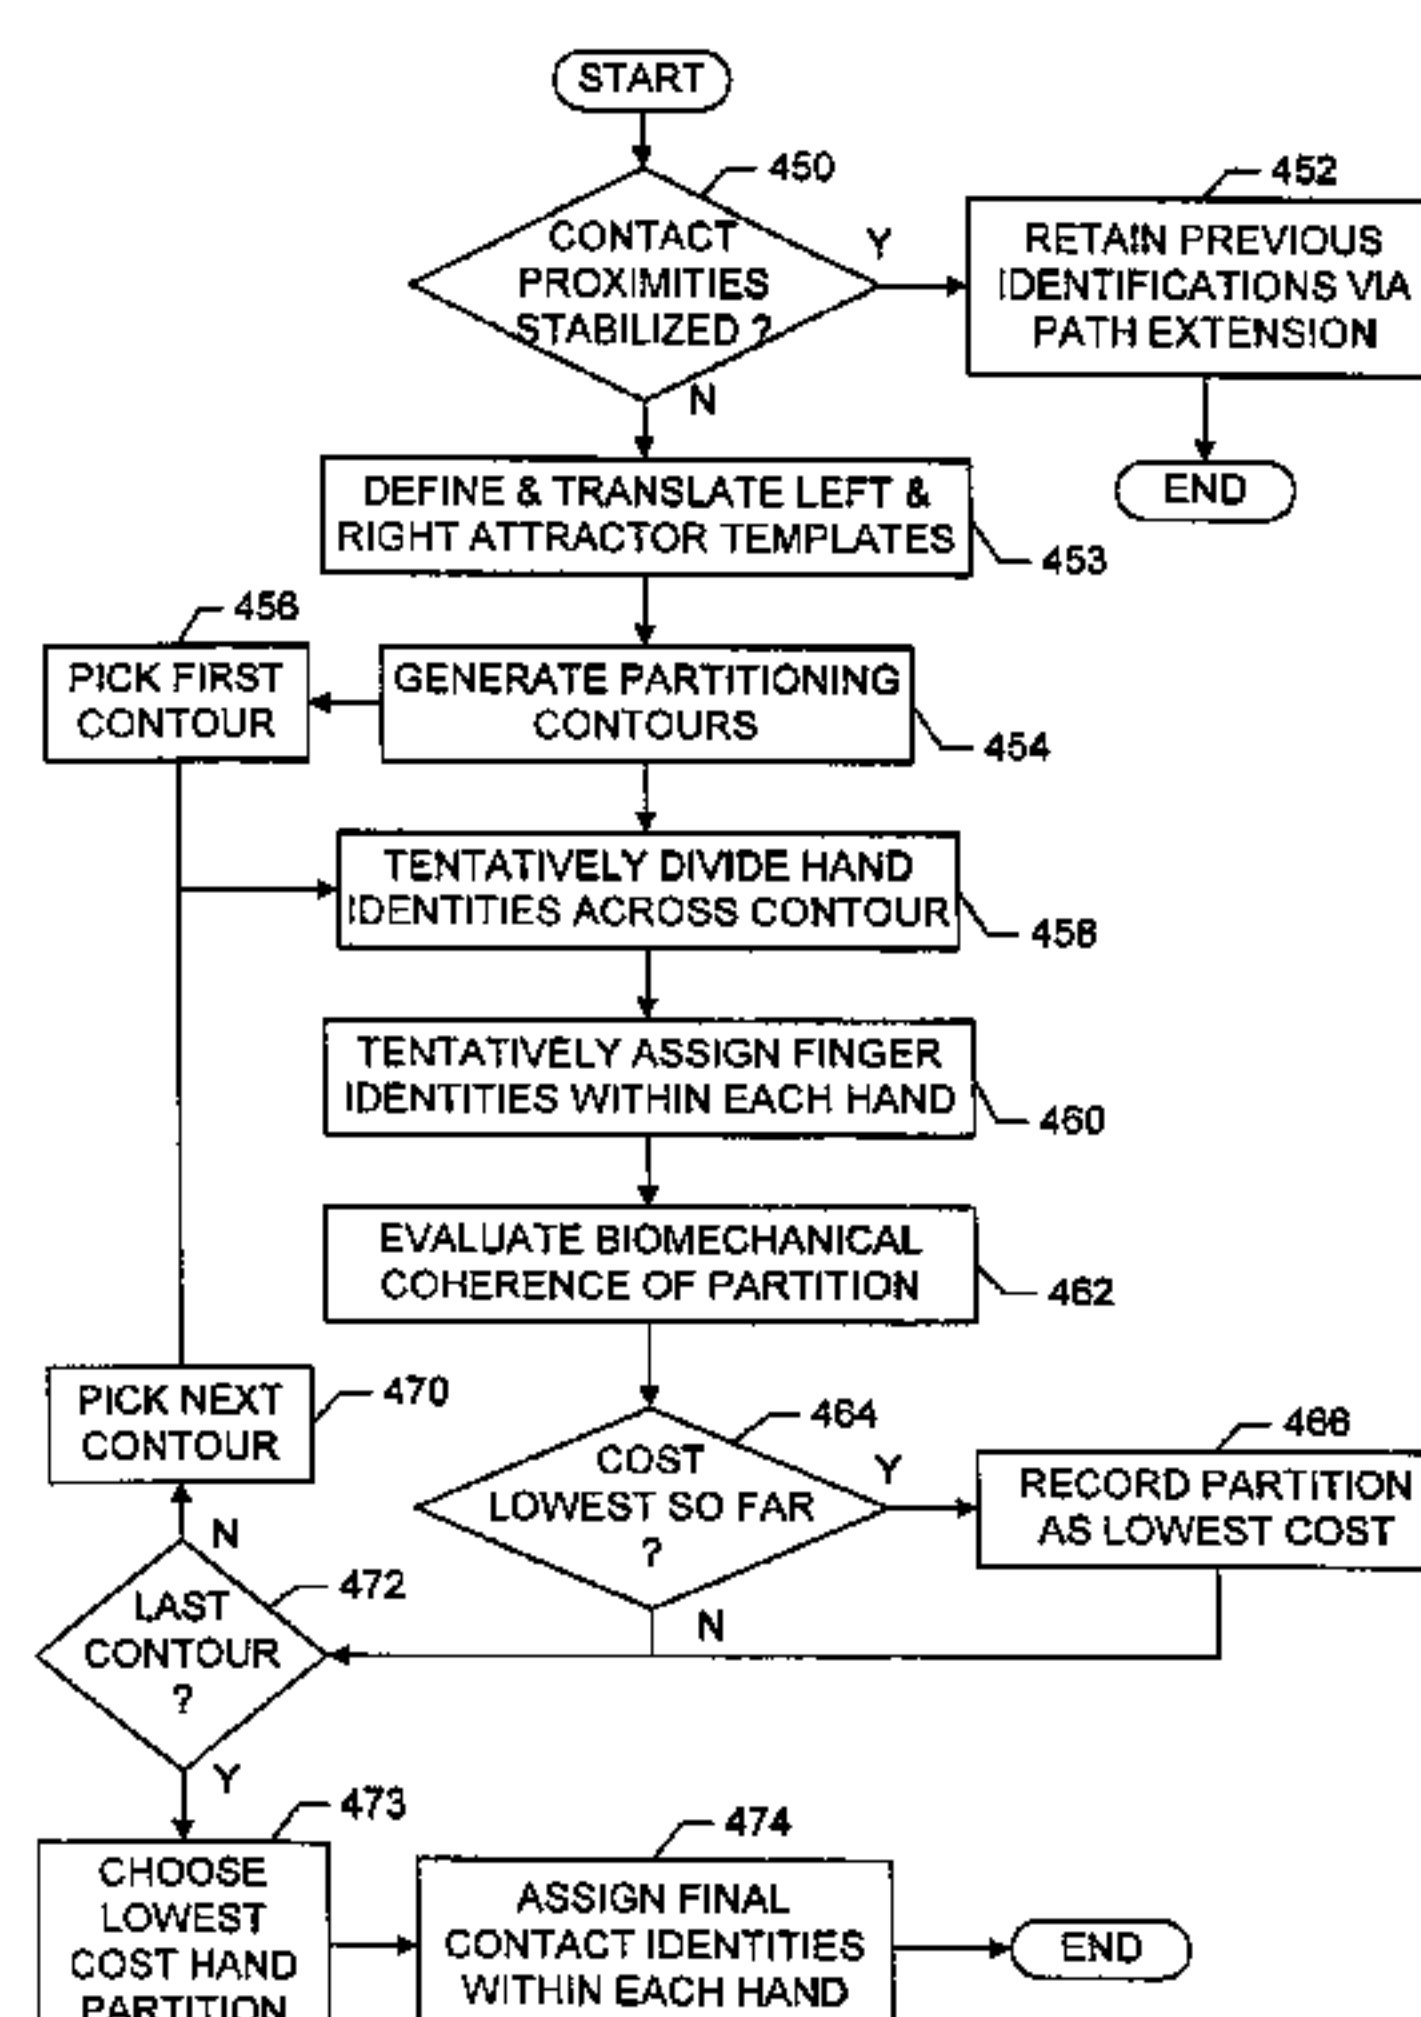 START
450
CONTACT
PROXIMITIES
STABILIZED ?
Y
N
452
RETAIN PREVIOUS
IDENTIFICATIONS VIA
PATH EXTENSION
END
DEFINE & TRANSLATE LEFT &
RIGHT ATTRACTOR TEMPLATES
453
456
PICK FIRST
CONTOUR
GENERATE PARTITIONING
CONTOURS
454
TENTATIVELY DIVIDE HAND
IDENTITIES ACROSS CONTOUR
458
TENTATIVELY ASSIGN FINGER
IDENTITIES WITHIN EACH HAND
460
EVALUATE BIOMECHANICAL
COHERENCE OF PARTITION
462
PICK NEXT
CONTOUR
470
464
COST
LOWEST SO FAR
?
Y
N
466
RECORD PARTITION
AS LOWEST COST
N
472
LAST
CONTOUR
?
Y
473
CHOOSE
LOWEST
COST HAND
PARTITION
474
ASSIGN FINAL
CONTACT IDENTITIES
WITHIN EACH HAND
END